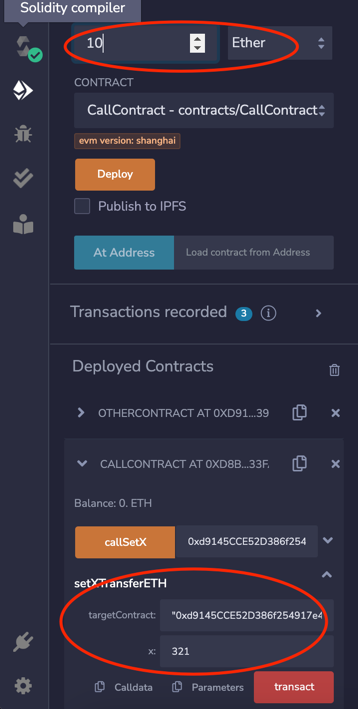 Solidity compiler
10
Ether
CONTRACT
CallContract - contracts/CallContract
evm version: shanghai
Deploy
Publish to IPFS
At Address
Load contract from Address
Transactions recorded 3 i
Deployed Contracts
OTHERCONTRACT AT 0XD91...39
CALLCONTRACT AT 0XD8B...33F.
Balance: 0. ETH
callSetX
0xd9145CCE52D386f254
setXTransferETH
targetContract: "0xd9145CCE52D386f254917e4
x: 321
Calldata
Parameters
transact